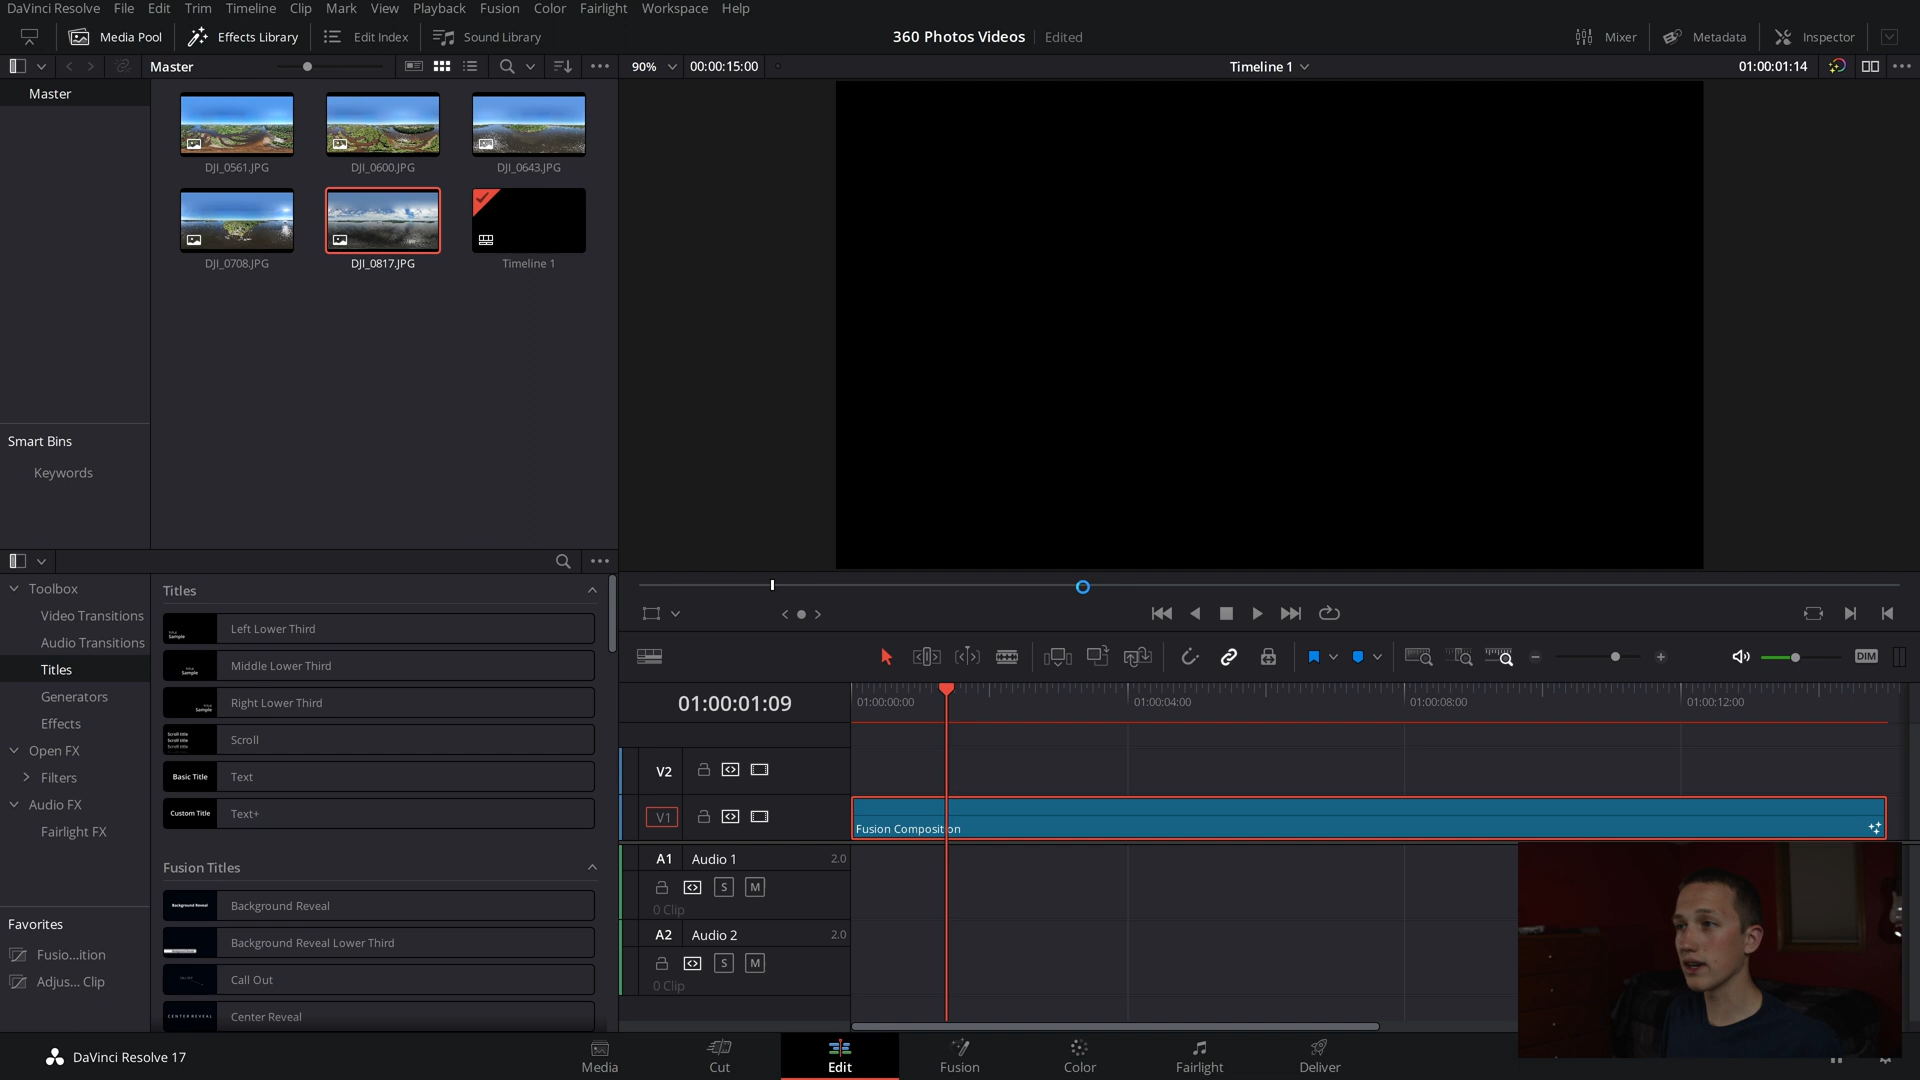 DaVinci Resolve File Edit Trim Timeline Clip Mark View Playback Fusion Color Fairlight Workspace Help
Media Pool Effects Library Edit Index Sound Library 360 Photos Videos Edited Mixer Metadata Inspector
Master 90% 00:00:15:00 Timeline 1 01:00:01:14
Master
DJI_0561.JPG DJI_0600.JPG DJI_0643.JPG
DJI_0708.JPG DJI_0817.JPG Timeline 1
Smart Bins
Keywords
Toolbox
Video Transitions
Audio Transitions
Titles
Generators
Effects
Open FX
Filters
Audio FX
Fairlight FX
Favorites
Fusio...ition
Adjus... Clip
Titles
Left Lower Third
Middle Lower Third
Right Lower Third
Scroll
Basic Title Text
Custom Title Text+
Fusion Titles
Background Reveal Background Reveal
Background Reveal Lower Third
Call Out
CENTER REVEAL Center Reveal
DIM
01:00:01:09 01:00:00:00 01:00:04:00 01:00:08:00 01:00:12:00
V2
V1 Fusion Composition
A1 Audio 1 2.0
S M
0 Clip
A2 Audio 2 2.0
S M
0 Clip
DaVinci Resolve 17 Media Cut Edit Fusion Color Fairlight Deliver